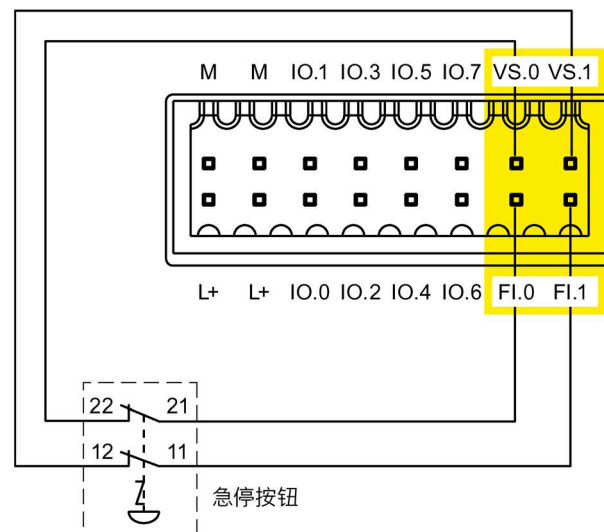 M M IO.1 IO.3 IO.5 IO.7 VS.0 VS.1
L+ L+ IO.0 IO.2 IO.4 IO.6 FI.0 FI.1
22 21
12 11
急停按钮